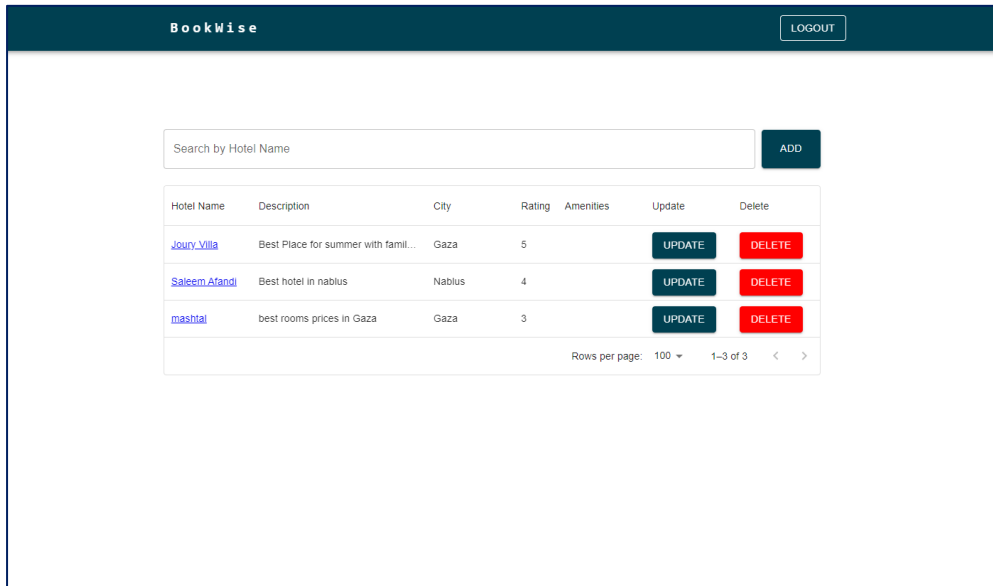 BookWise LOGOUT
Search by Hotel Name ADD
Hotel Name Description City Rating Amenities Update Delete
Joury Villa Best Place for summer with famil... Gaza 5 UPDATE DELETE
Saleem Afandi Best hotel in nablus Nablus 4 UPDATE DELETE
mashtal best rooms prices in Gaza Gaza 3 UPDATE DELETE
Rows per page: 100 1–3 of 3